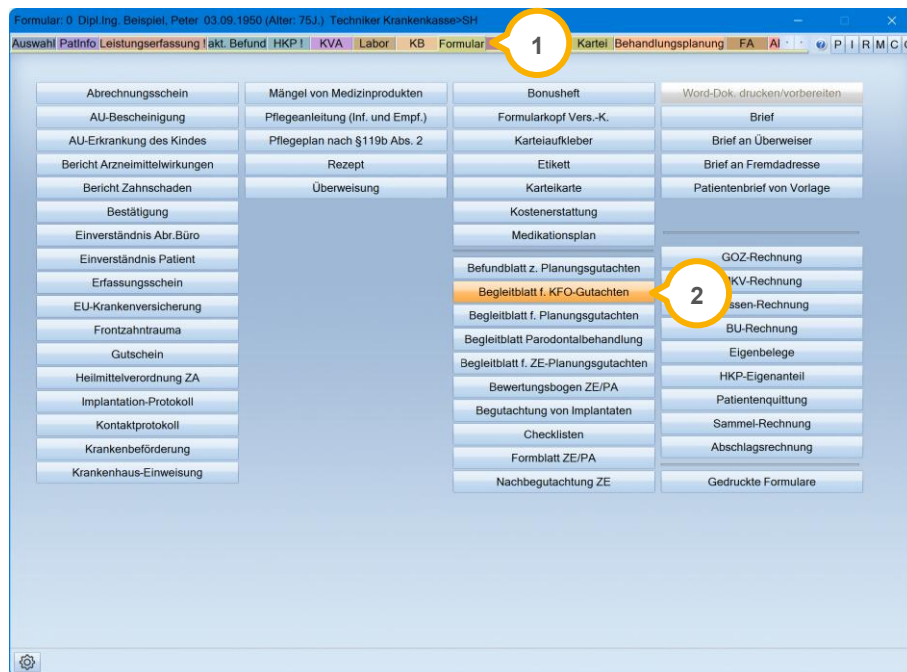 Formular: 0 Dipl.Ing. Beispiel, Peter 03.09.1950 (Alter: 75J.) Techniker Krankenkasse>SH
Auswahl PatInfo Leistungserfassung ! akt. Befund HKP ! KVA Labor KB Formular 1 Kartei Behandlungsplanung FA P I R M C
Abrechnungsschein
AU-Bescheinigung
AU-Erkrankung des Kindes
Bericht Arzneimittelwirkungen
Bericht Zahnschaden
Bestätigung
Einverständnis Abr.Büro
Einverständnis Patient
Erfassungsschein
EU-Krankenversicherung
Frontzahntrauma
Gutschein
Heilmittelverordnung ZA
Implantation-Protokoll
Kontaktprotokoll
Krankenbeförderung
Krankenhaus-Einweisung
Mängel von Medizinprodukten
Pflegeanleitung (Inf. und Empf.)
Pflegeplan nach §119b Abs. 2
Rezept
Überweisung
Bonusheft
Formularkopf Vers.-K.
Karteiaufkleber
Etikett
Karteikarte
Kostenerstattung
Medikationsplan
Befundblatt z. Planungsgutachten
Begleitblatt f. KFO-Gutachten
2
Begleitblatt f. Planungsgutachten
Begleitblatt Parodontalbehandlung
Begleitblatt f. ZE-Planungsgutachten
Bewertungsbogen ZE/PA
Begutachtung von Implantaten
Checklisten
Formblatt ZE/PA
Nachbegutachtung ZE
Word-Dok. drucken/vorbereiten
Brief
Brief an Überweiser
Brief an Fremdadresse
Patientenbrief von Vorlage
GOZ-Rechnung
KV-Rechnung
ssen-Rechnung
BU-Rechnung
Eigenbelege
HKP-Eigenanteil
Patientenquittung
Sammel-Rechnung
Abschlagsrechnung
Gedruckte Formulare